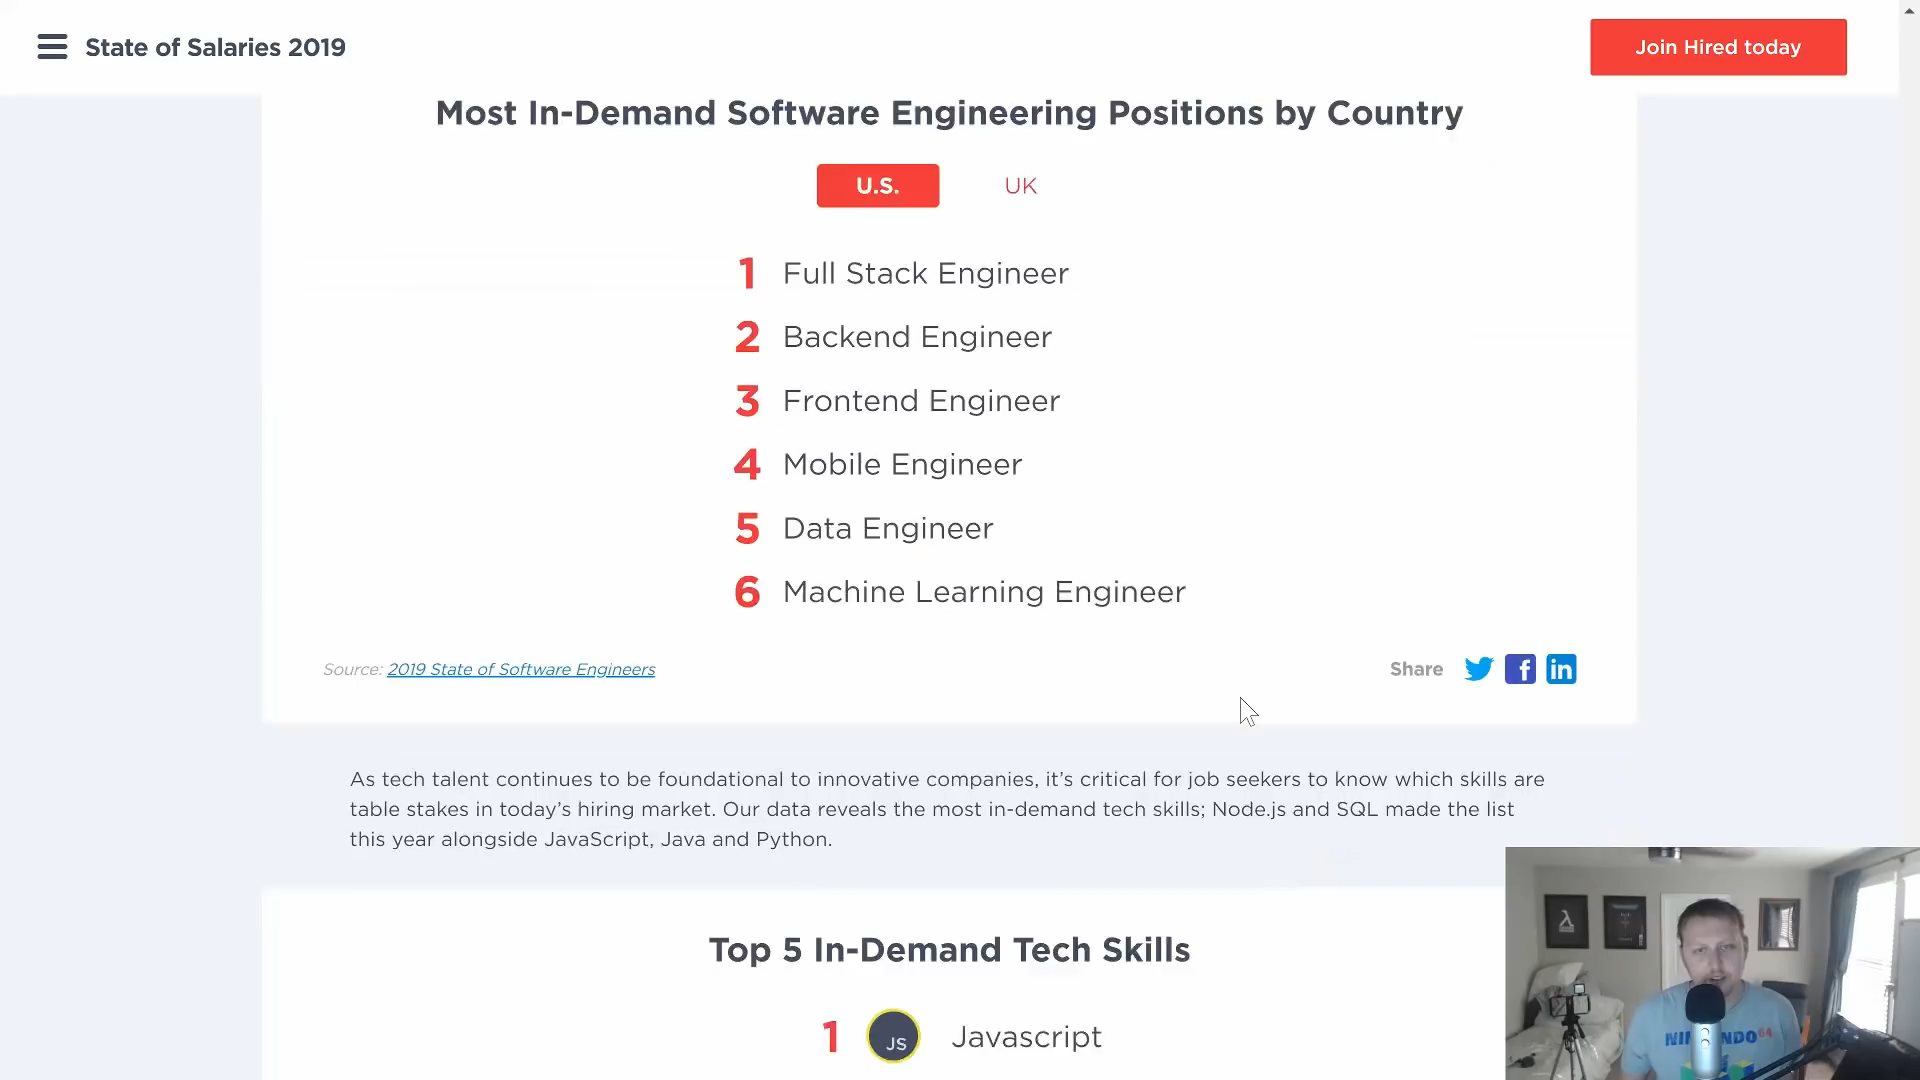 State of Salaries 2019
Join Hired today
Most In-Demand Software Engineering Positions by Country
U.S.
UK
1 Full Stack Engineer
2 Backend Engineer
3 Frontend Engineer
4 Mobile Engineer
5 Data Engineer
6 Machine Learning Engineer
Source: 2019 State of Software Engineers
Share
f
in
As tech talent continues to be foundational to innovative companies, it’s critical for job seekers to know which skills are
table stakes in today’s hiring market. Our data reveals the most in-demand tech skills; Node.js and SQL made the list
this year alongside JavaScript, Java and Python.
Top 5 In-Demand Tech Skills
1 JS Javascript
λ
NINTENDO 64